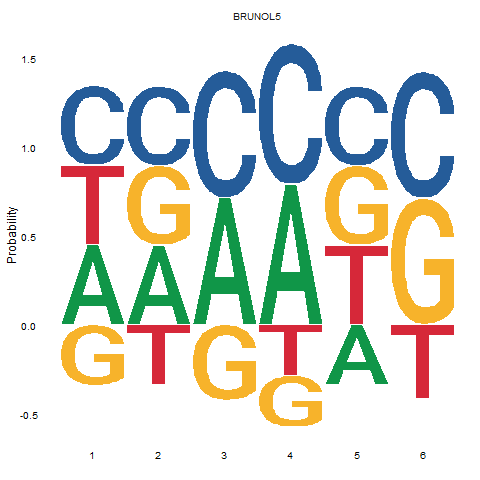 BRUNOL5
1.5
1.0
0.5
0.0
-0.5
Probability
C C C C C C
T G A A G G
A A G T T T
G T G A
1 2 3 4 5 6